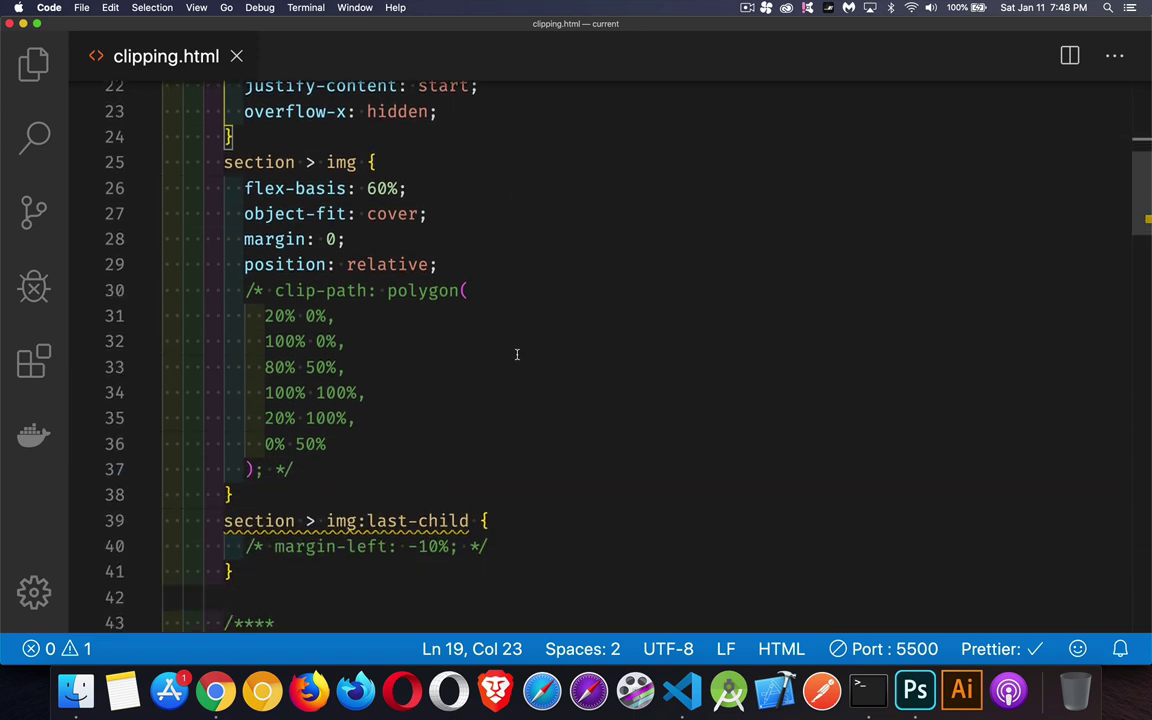 Code File Edit Selection View Go Debug Terminal Window Help 100% Sat Jan 11 7:48 PM
clipping.html — current
<> clipping.html
22 justify-content: start;
23 overflow-x: hidden;
24 }
25 section > img {
26 flex-basis: 60%;
27 object-fit: cover;
28 margin: 0;
29 position: relative;
30 /* clip-path: polygon(
31 20% 0%,
32 100% 0%,
33 80% 50%,
34 100% 100%,
35 20% 100%,
36 0% 50%
37 ); */
38 }
39 section > img:last-child {
40 /* margin-left: -10%; */
41 }
42
43 /****
0 1 Ln 19, Col 23 Spaces: 2 UTF-8 LF HTML Port : 5500 Prettier: ✓
1 >_ Ps Ai